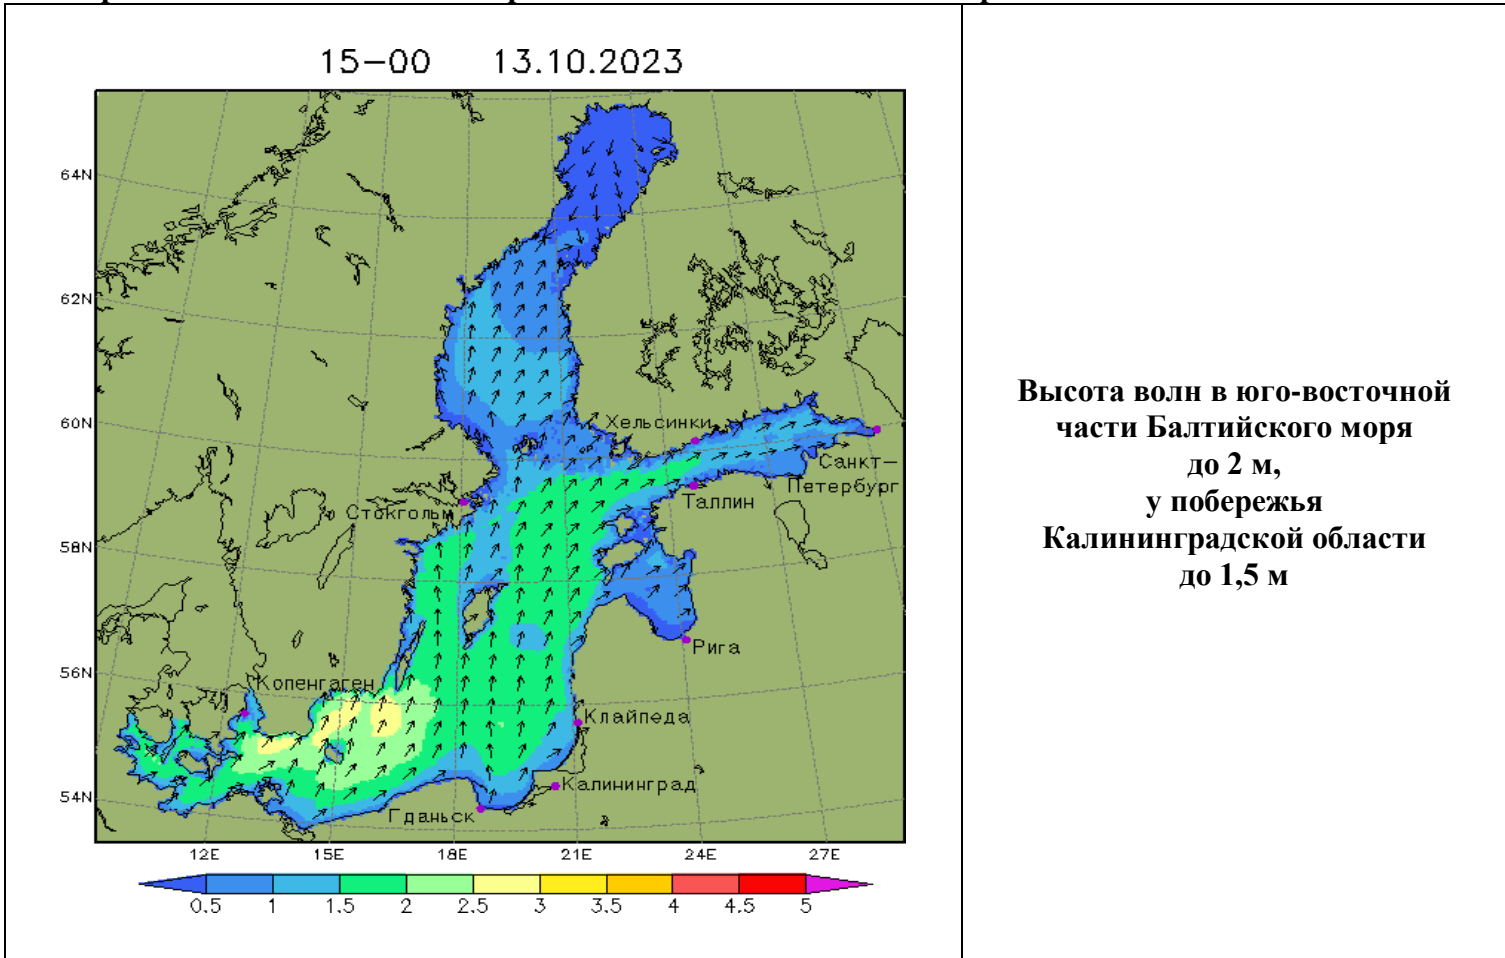 15-00 13.10.2023
64N
62N
60N
58N
56N
54N
Хельсинки
Санкт-
Петербург
Таллин
Стокгольм
Рига
Копенгаген
Клайпеда
Калининград
Гданьск
12E 15E 18E 21E 24E 27E
0.5 1 1.5 2 2.5 3 3.5 4 4.5 5
Высота волн в юго-восточной
части Балтийского моря
до 2 м,
у побережья
Калининградской области
до 1,5 м